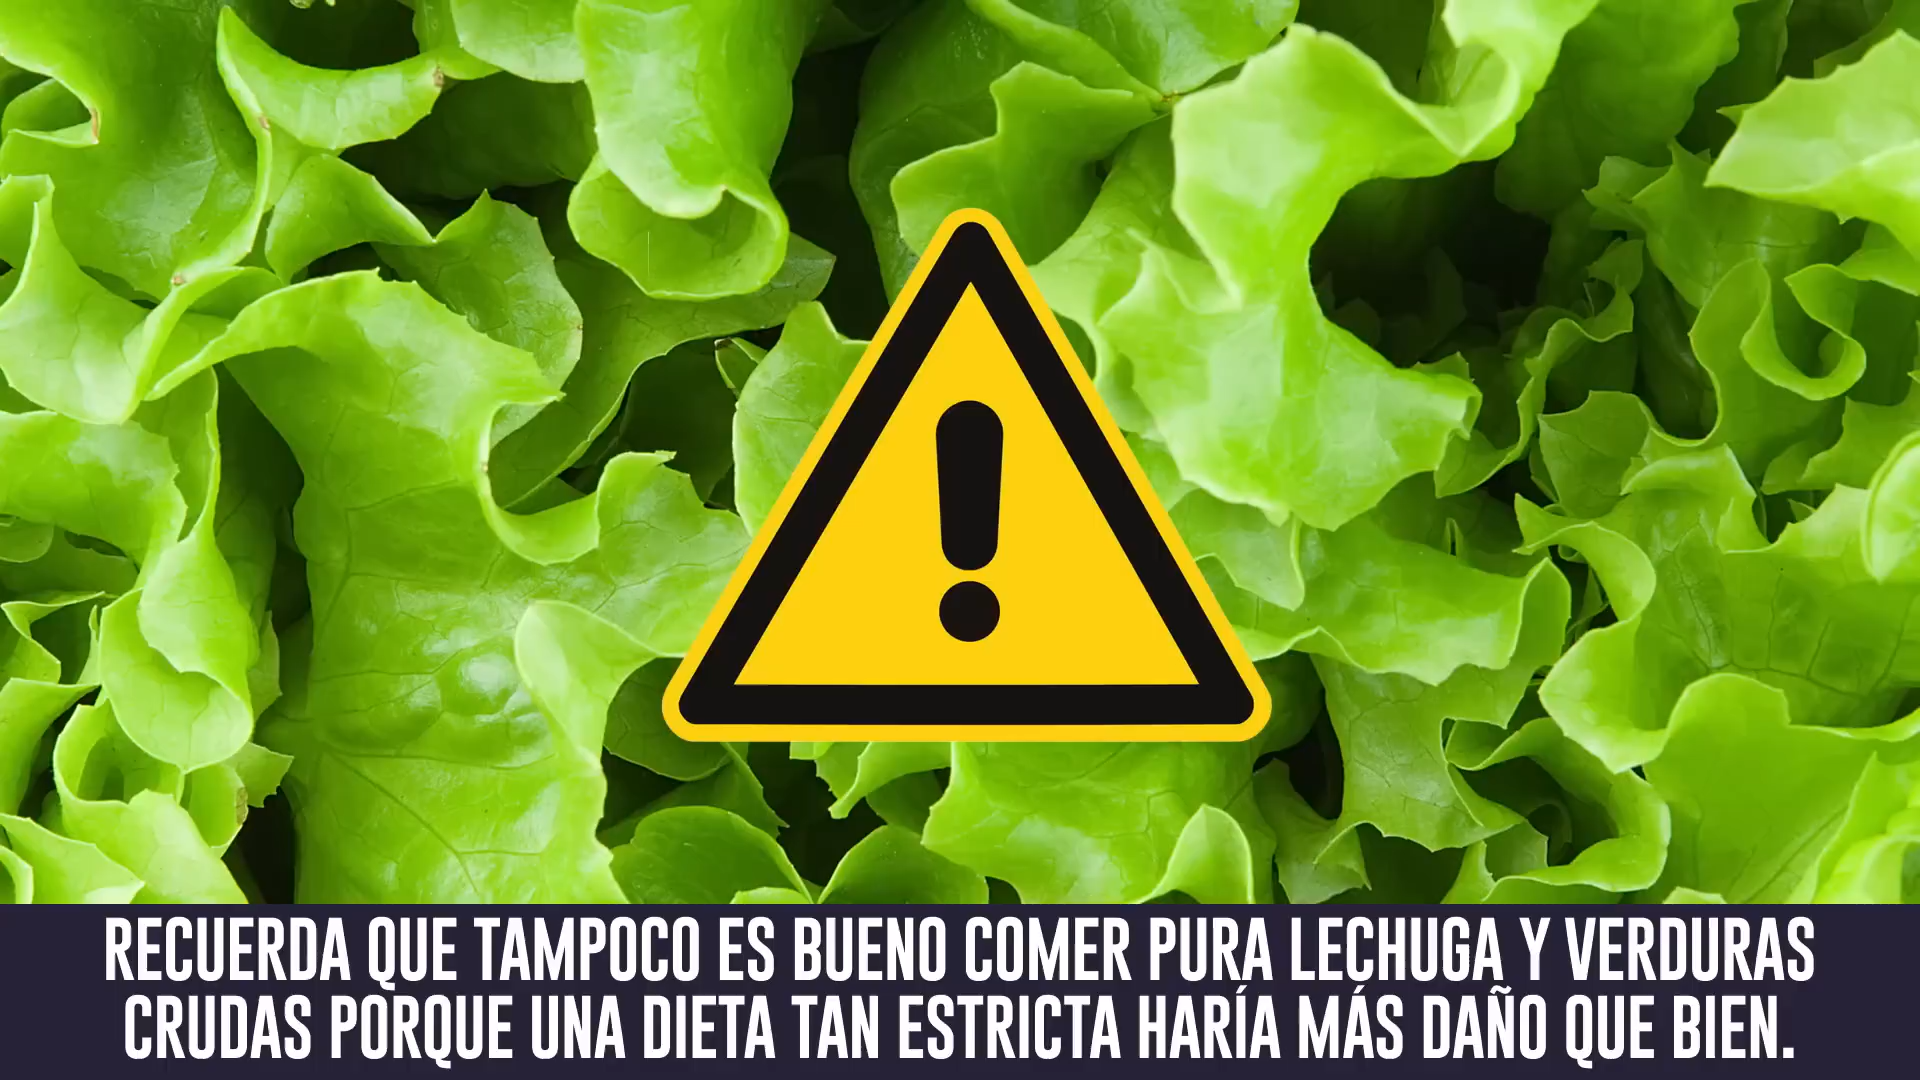 RECUERDA QUE TAMPOCO ES BUENO COMER PURA LECHUGA Y VERDURAS
CRUDAS PORQUE UNA DIETA TAN ESTRICTA HARÍA MÁS DAÑO QUE BIEN.